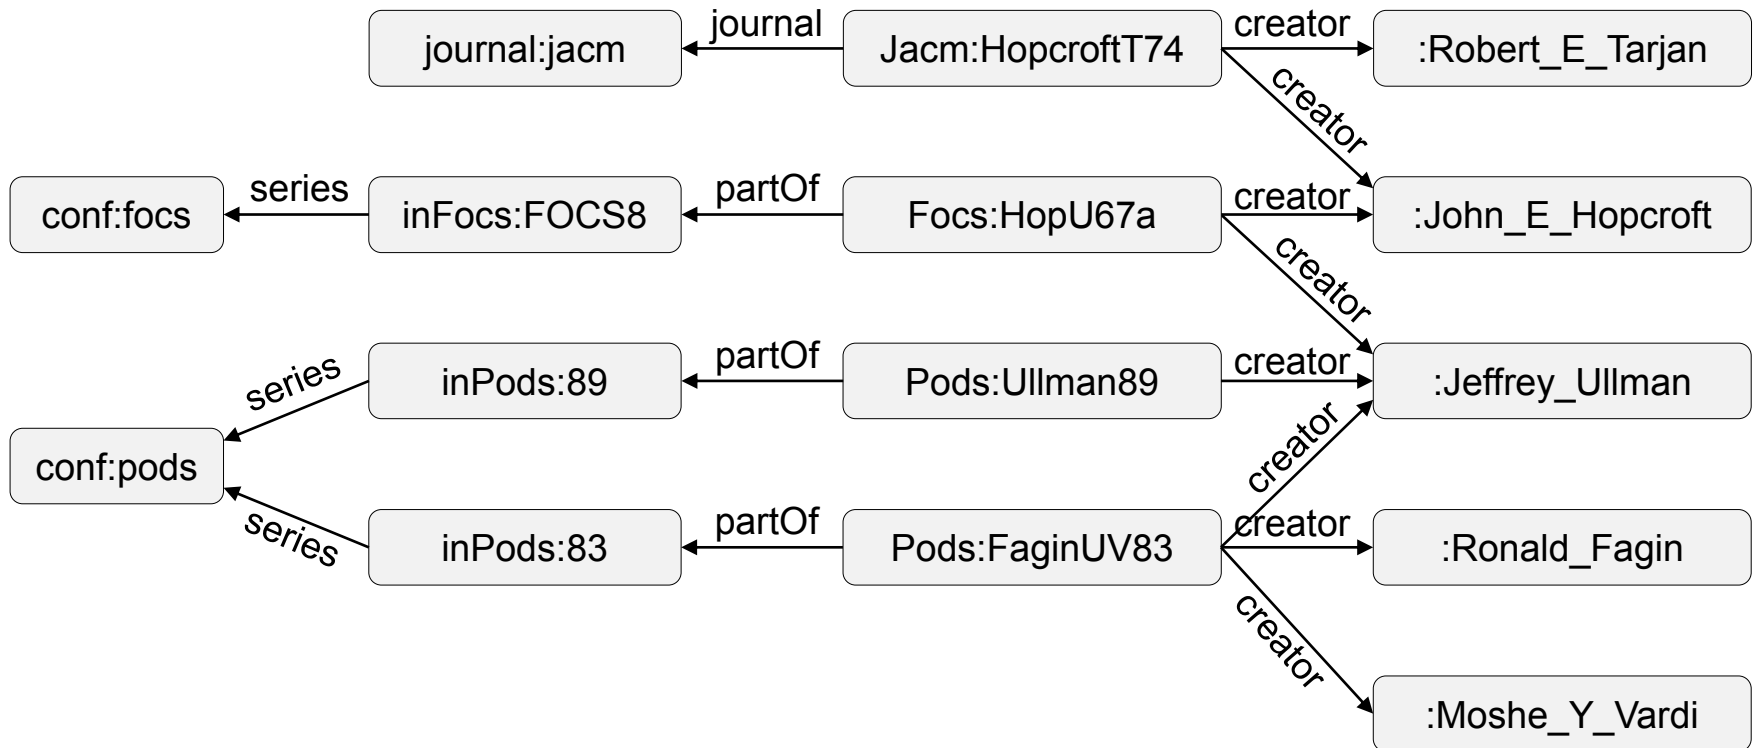 journal:jacm
journal
Jacm:HopcroftT74
creator
:Robert_E_Tarjan
creator
conf:focs
series
inFocs:FOCS8
partOf
Focs:HopU67a
creator
:John_E_Hopcroft
creator
series
inPods:89
partOf
Pods:Ullman89
creator
:Jeffrey_Ullman
conf:pods
creator
series
inPods:83
partOf
Pods:FaginUV83
creator
:Ronald_Fagin
creator
:Moshe_Y_Vardi